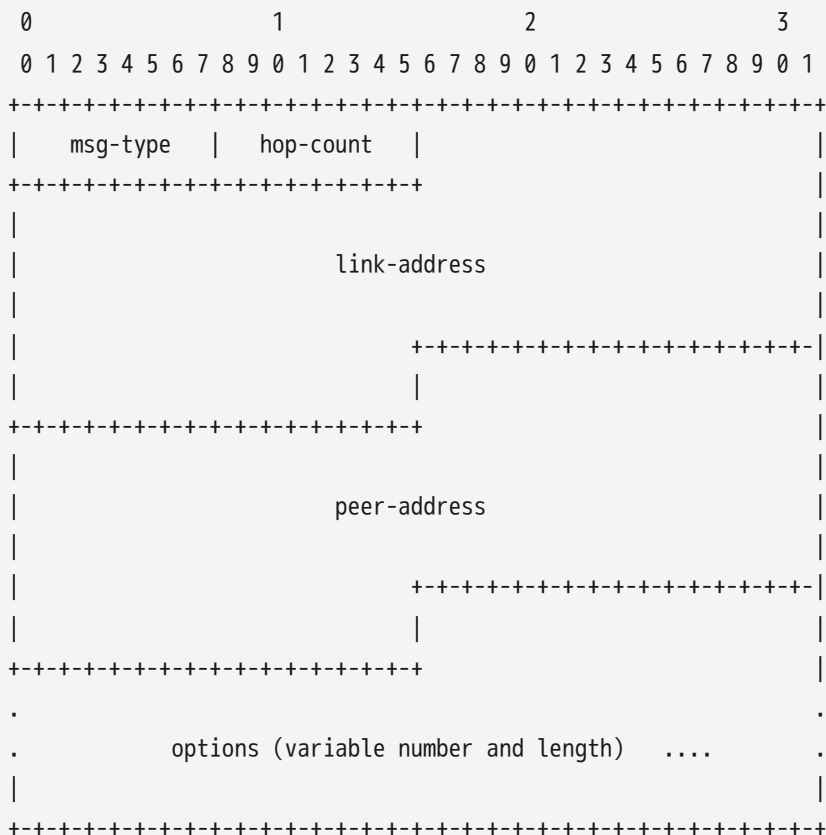 0                   1                   2                   3
 0 1 2 3 4 5 6 7 8 9 0 1 2 3 4 5 6 7 8 9 0 1 2 3 4 5 6 7 8 9 0 1
+-+-+-+-+-+-+-+-+-+-+-+-+-+-+-+-+-+-+-+-+-+-+-+-+-+-+-+-+-+-+-+-+
|    msg-type   |   hop-count   |                               |
+-+-+-+-+-+-+-+-+-+-+-+-+-+-+-+-+                               |
|                                                               |
|                         link-address                          |
|                                                               |
|                               +-+-+-+-+-+-+-+-+-+-+-+-+-+-+-+-|
|                               |                               |
+-+-+-+-+-+-+-+-+-+-+-+-+-+-+-+-+                               |
|                                                               |
|                         peer-address                          |
|                                                               |
|                               +-+-+-+-+-+-+-+-+-+-+-+-+-+-+-+-|
|                               |                               |
+-+-+-+-+-+-+-+-+-+-+-+-+-+-+-+-+                               |
.                                                               .
.            options (variable number and length)   ....        .
|                                                               |
+-+-+-+-+-+-+-+-+-+-+-+-+-+-+-+-+-+-+-+-+-+-+-+-+-+-+-+-+-+-+-+-+